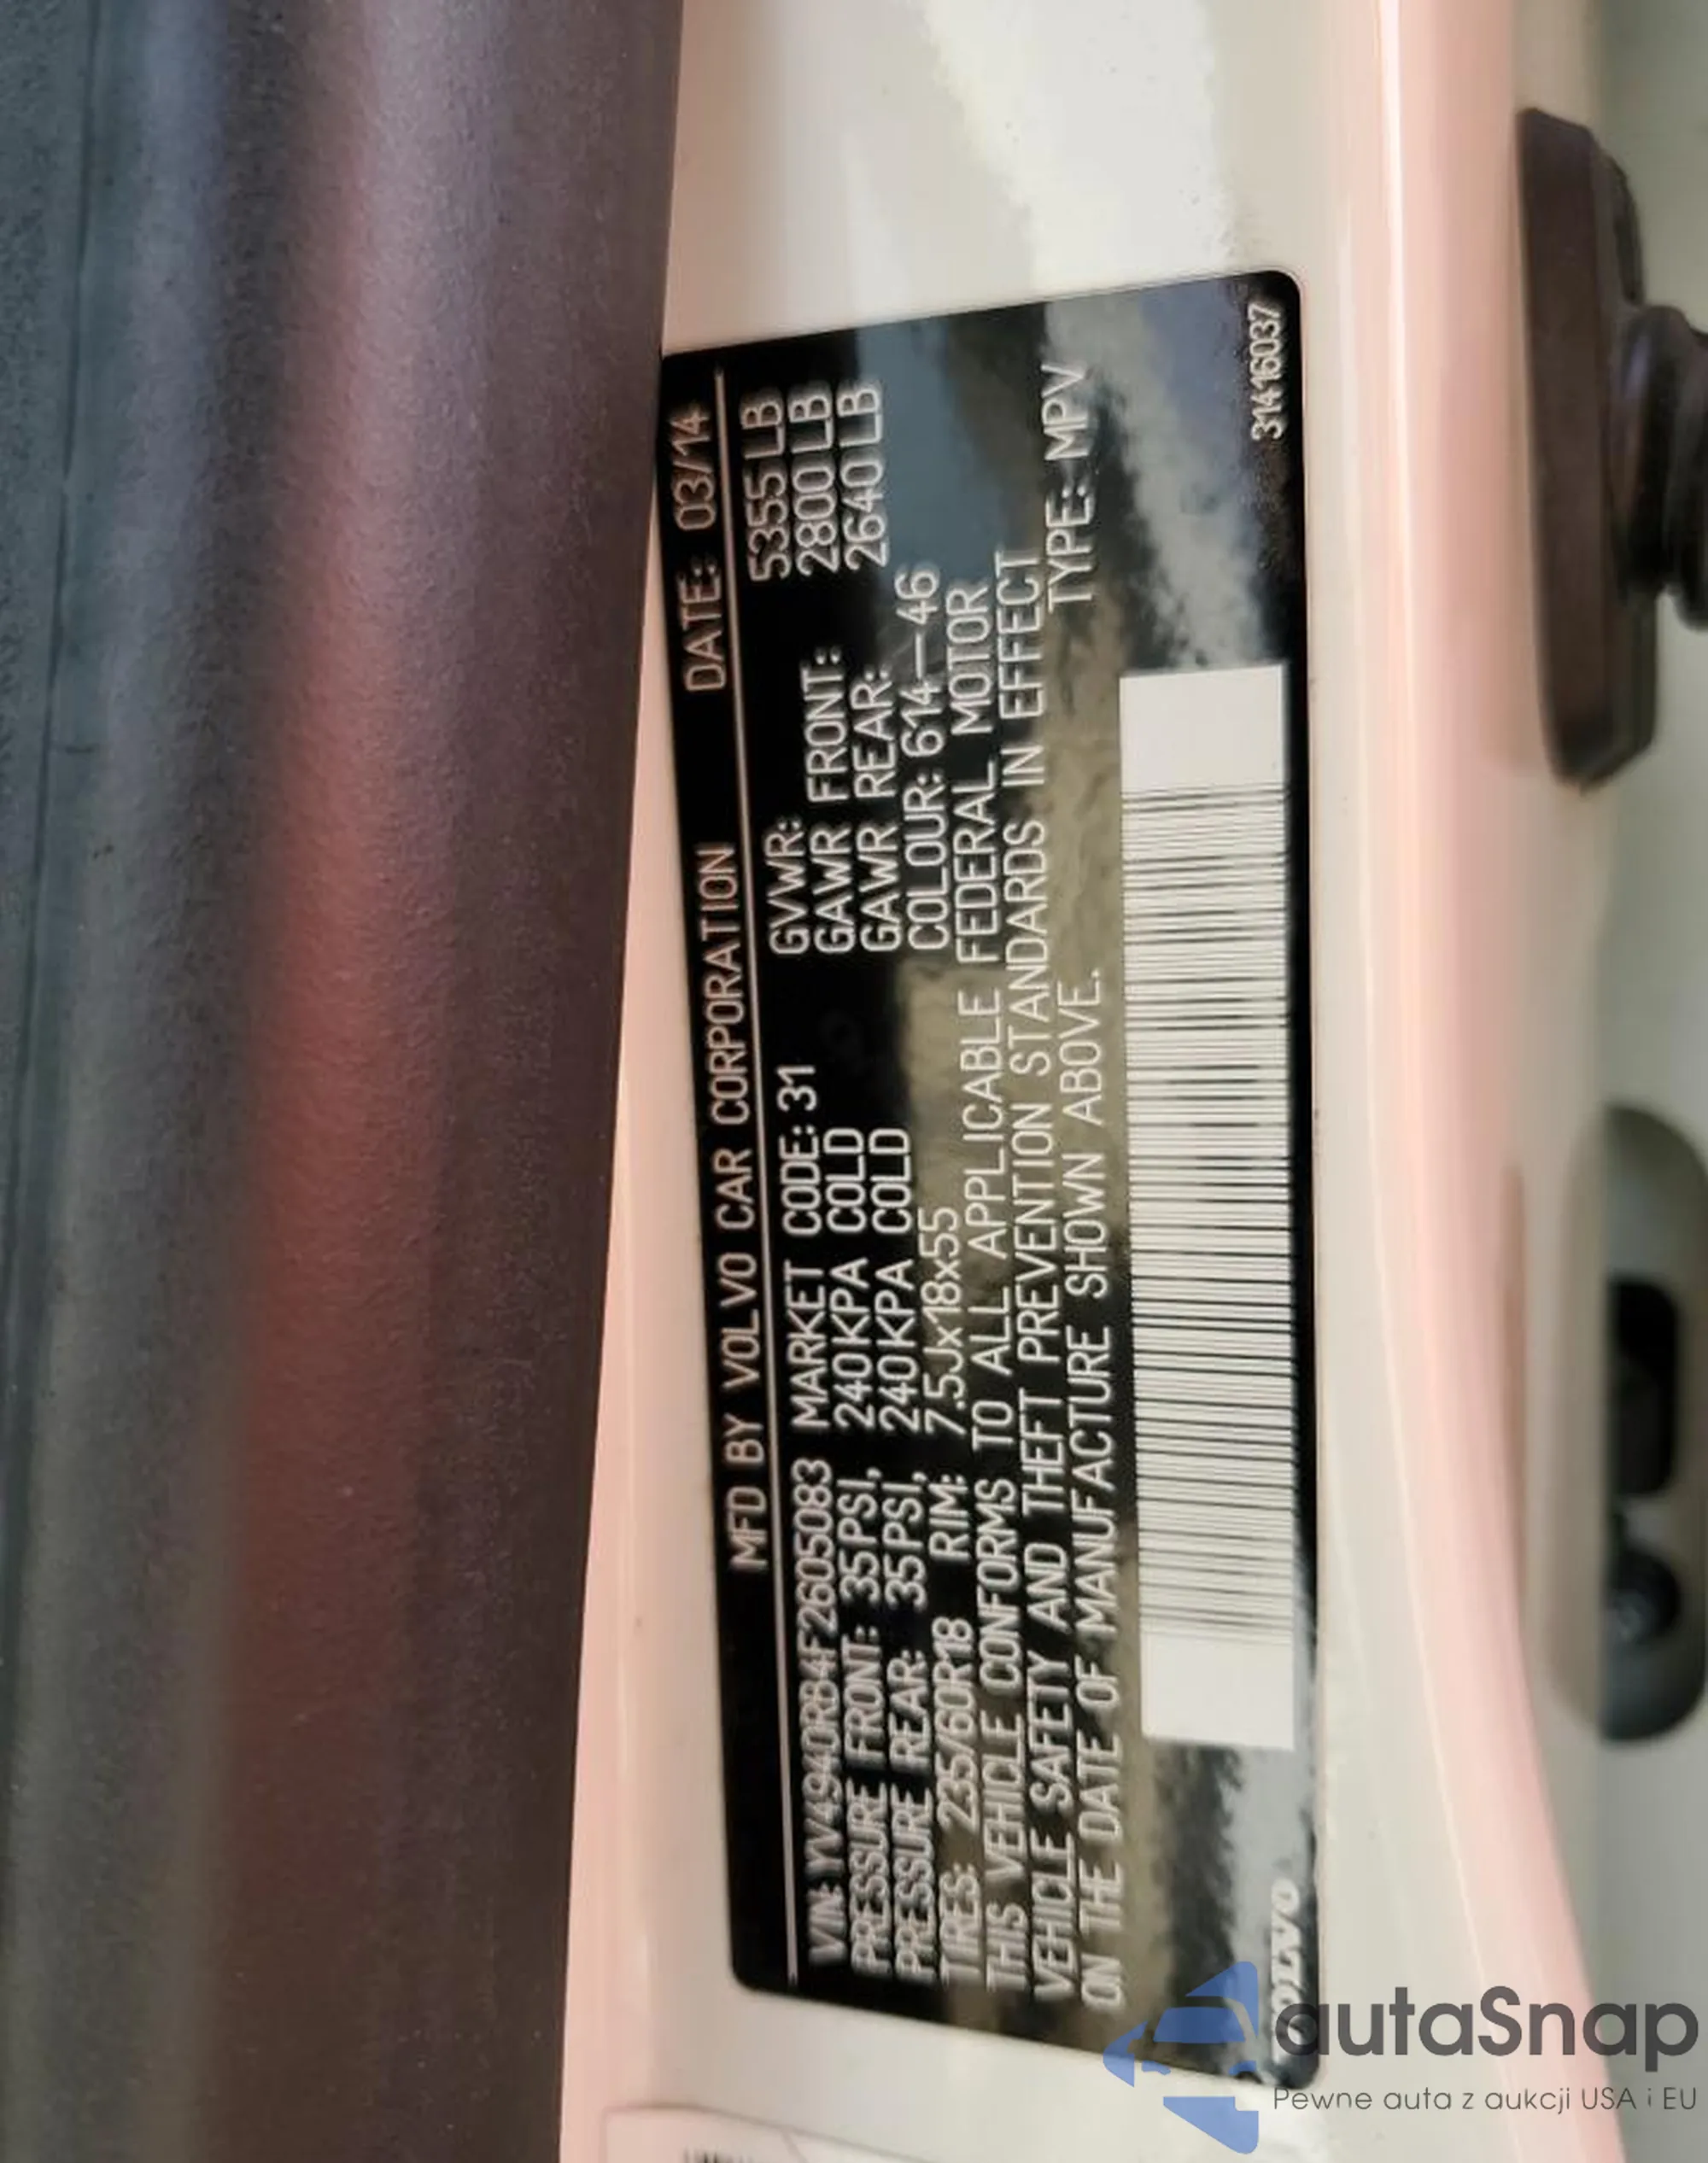 MFD BY VOLVO CAR CORPORATION DATE: 03/14
VIN: YV4940RB4F2605083 MARKET CODE: 31 GVWR: 5355 LB
PRESSURE FRONT: 35PSI, 240KPA COLD GAWR FRONT: 2800 LB
PRESSURE REAR: 35PSI, 240KPA COLD GAWR REAR: 2640 LB
TIRES: 235/60R18 RIM: 7.5Jx18x55 COLOUR: 614-46
THIS VEHICLE CONFORMS TO ALL APPLICABLE FEDERAL MOTOR
VEHICLE SAFETY AND THEFT PREVENTION STANDARDS IN EFFECT
ON THE DATE OF MANUFACTURE SHOWN ABOVE. TYPE: MPV
VOLVO 31416037
autaSnap
Pewne auta z aukcji USA i EU